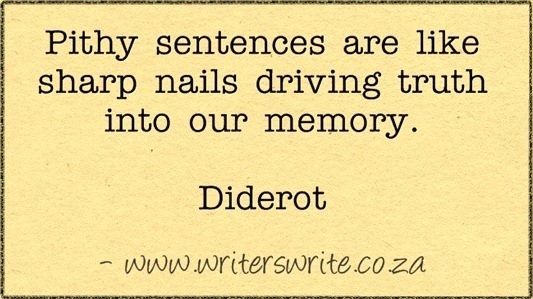 Pithy sentences are like
sharp nails driving truth
into our memory.
Diderot
- www.writerswrite.co.za